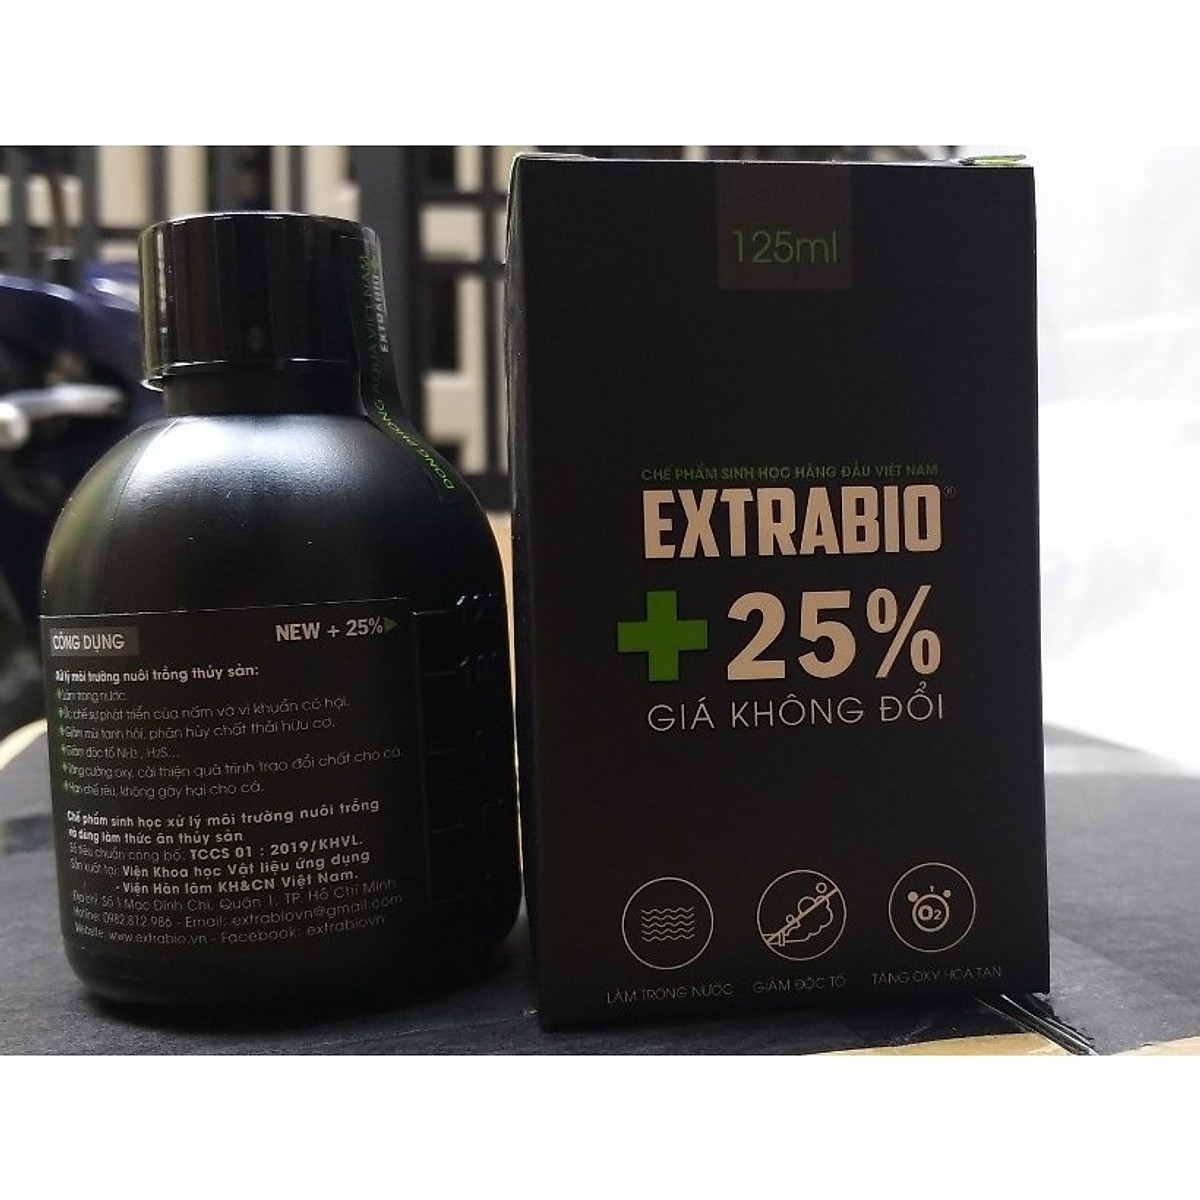 DONG PHONG AQUA VIET NAM
EXTRABIO
CÔNG DỤNG
NEW + 25%
Xử lý môi trường nuôi trồng thủy sản:
Làm trong nước.
Ức chế sự phát triển của nấm và vi khuẩn có hại.
Giảm mùi tanh hôi, phân hủy chất thải hữu cơ.
Giảm độc tố NH3 , H2S...
Tăng cường oxy, cải thiện quá trình trao đổi chất cho cá.
Hạn chế rêu, không gây hại cho cá.
Chế phẩm sinh học xử lý môi trường nuôi trồng
và dùng làm thức ăn thủy sản
Số tiêu chuẩn công bố: TCCS 01 : 2019/KHVL.
Sản xuất tại: Viện Khoa học Vật liệu ứng dụng
- Viện Hàn lâm KH&CN Việt Nam.
Địa chỉ: Số 1 Mạc Đĩnh Chi, Quận 1, TP. Hồ Chí Minh
Hotline: 0982.812.986 - Email: extrabiovn@gmail.com
Website: www.extrabio.vn - Facebook: extrabiovn
125ml
CHẾ PHẨM SINH HỌC HÀNG ĐẦU VIỆT NAM
EXTRABIO®
+ 25%
GIÁ KHÔNG ĐỔI
O2
LÀM TRONG NƯỚC
GIẢM ĐỘC TỐ
TĂNG OXY HÒA TAN